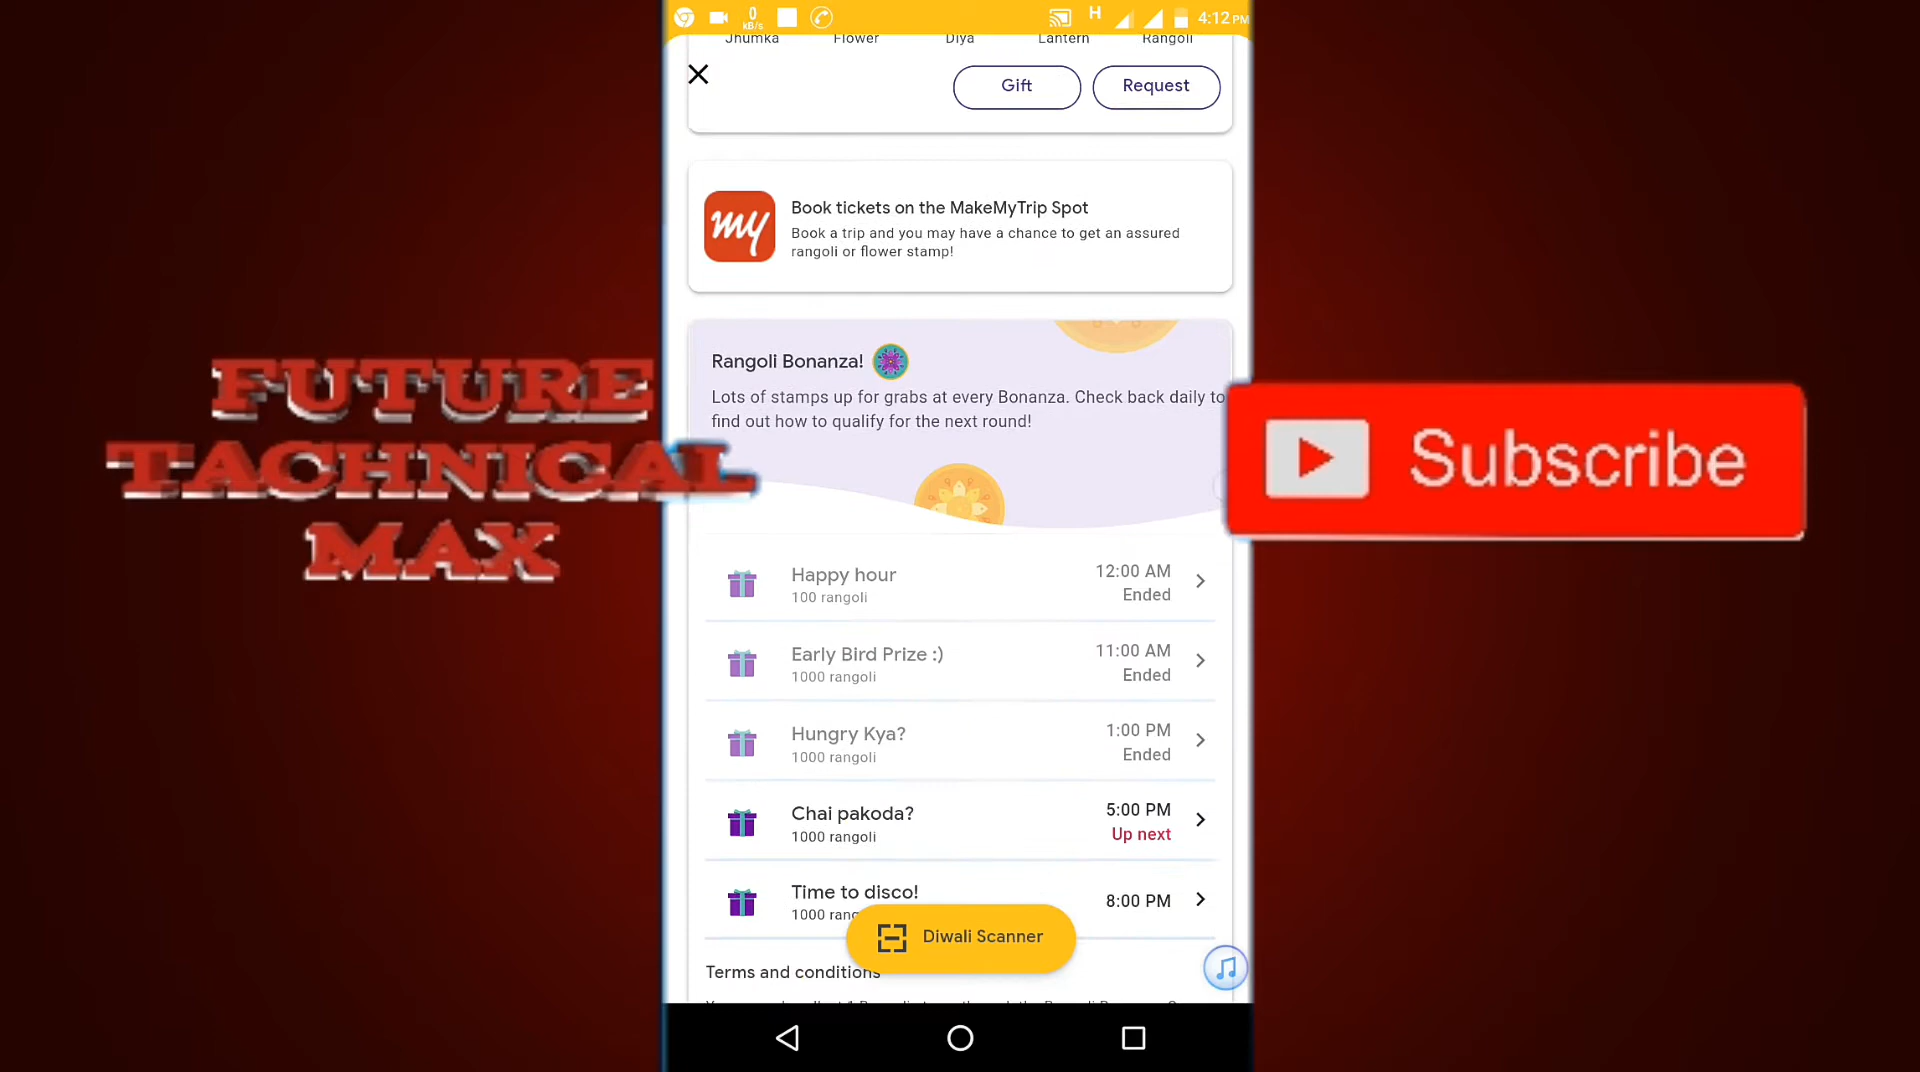 0
kB/s
H
4:12 PM
Jhumka
Flower
Diya
Lantern
Rangoli
Gift
Request
my
Book tickets on the MakeMyTrip Spot
Book a trip and you may have a chance to get an assured
rangoli or flower stamp!
Rangoli Bonanza!
Lots of stamps up for grabs at every Bonanza. Check back daily to
find out how to qualify for the next round!
FUTURE
TACHNICAL
MAX
Subscribe
Happy hour
100 rangoli
12:00 AM
Ended
Early Bird Prize :)
1000 rangoli
11:00 AM
Ended
Hungry Kya?
1000 rangoli
1:00 PM
Ended
Chai pakoda?
1000 rangoli
5:00 PM
Up next
Time to disco!
1000
8:00 PM
Diwali Scanner
Terms and conditions